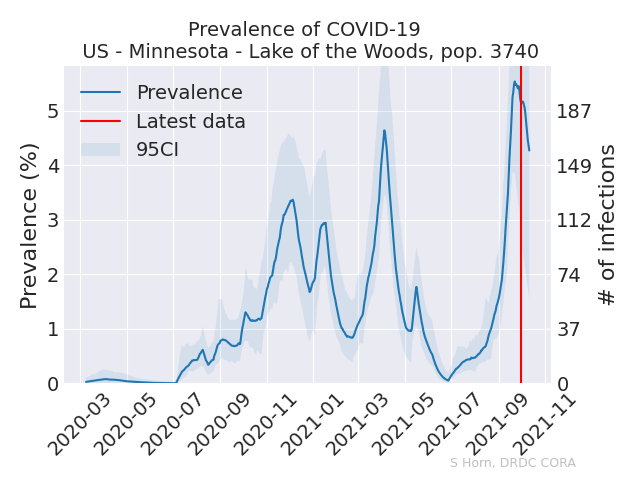 Prevalence of COVID-19
US - Minnesota - Lake of the Woods, pop. 3740
Prevalence
Latest data
95CI
Prevalence (%)
5
4
3
2
1
0
187
149
112
74
37
0
# of infections
2020-03
2020-05
2020-07
2020-09
2020-11
2021-01
2021-03
2021-05
2021-07
2021-09
2021-11
S Horn, DRDC CORA